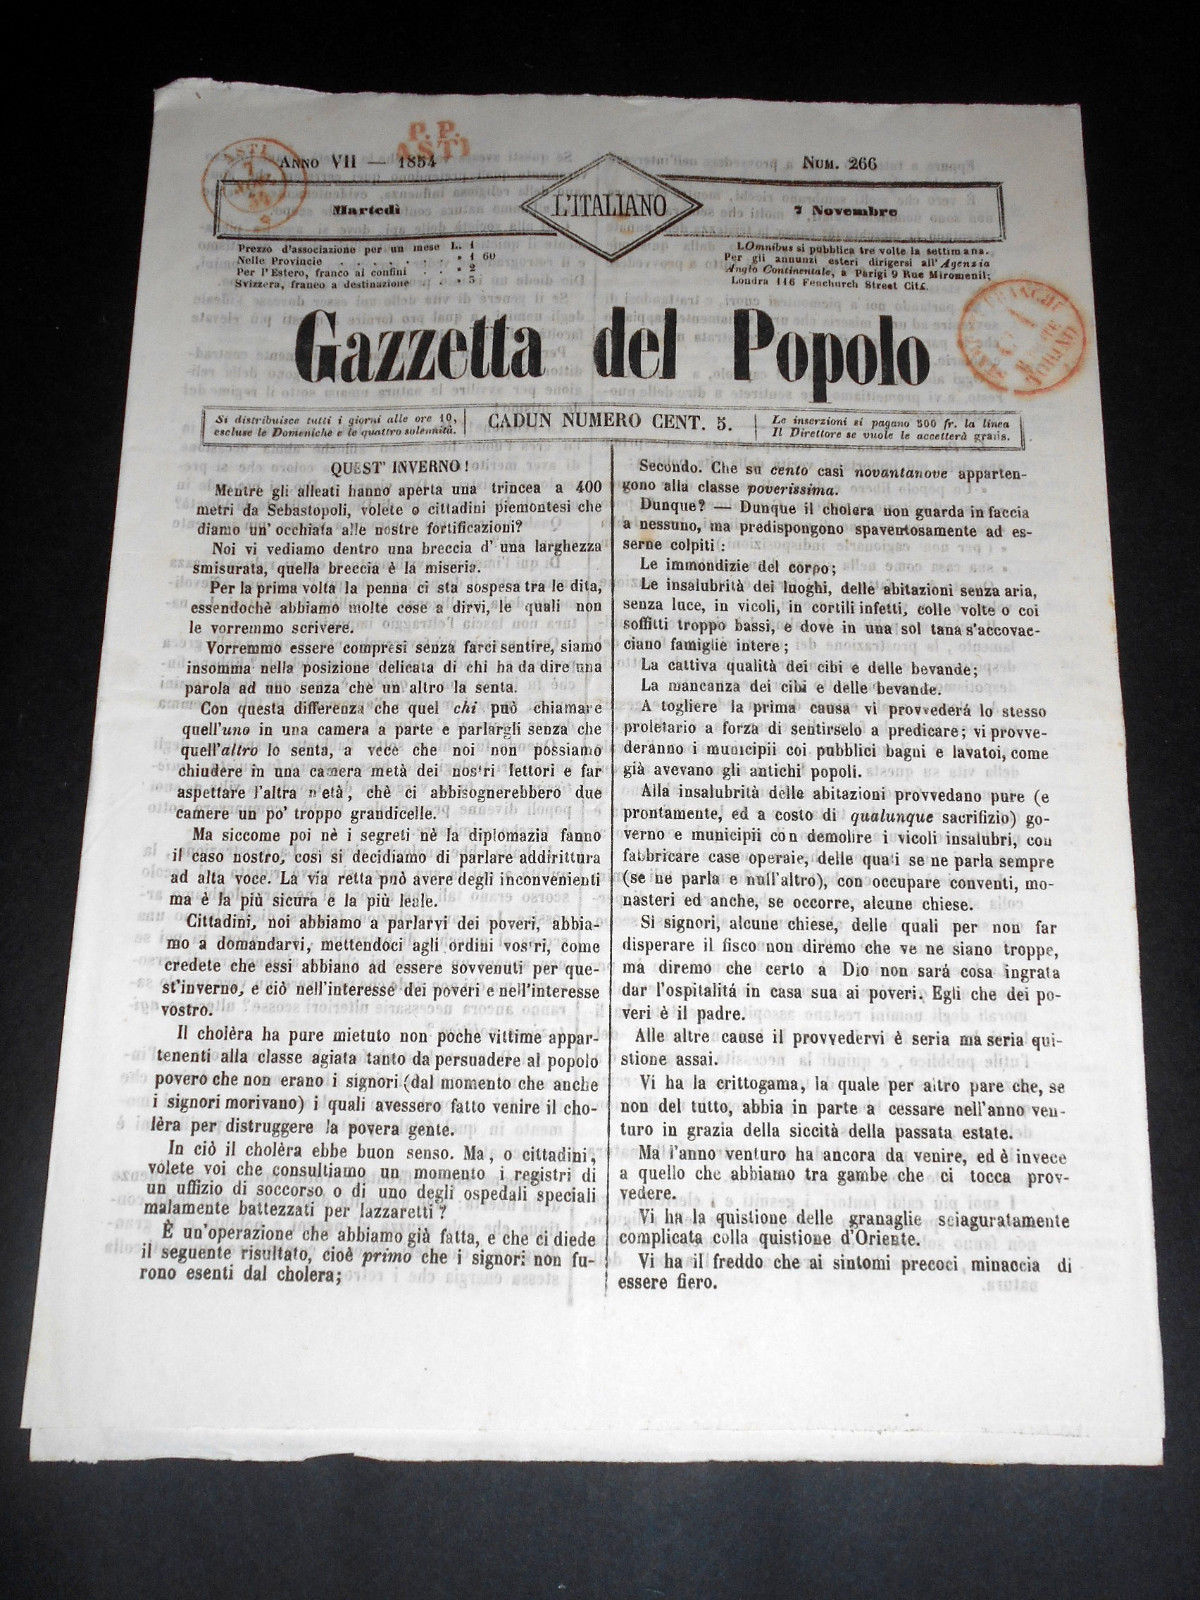 P. P.
ASTI
ASTI
7
NOV.
54
Anno VII — 1854
Num. 266
Martedì
L'ITALIANO
7 Novembre
Prezzo d'associazione per un mese L. 1
Nelle Provincie . . . . . . . » 1 60
Per l'Estero, franco ai confini . . » 2
Svizzera, franco a destinazione . . » 5
L'Omnibus si pubblica tre volte la settimana.
Per gli annunzi esteri dirigersi all'Agenzia
Anglo Continentale, a Parigi 9 Rue Miromenil;
Londra 116 Fenchurch Street Cité.
Gazzetta del Popolo
Si distribuisce tutti i giorni alle ore 10,
escluse le Domeniche e le quattro solennità.
CADUN NUMERO CENT. 5.
Le inserzioni si pagano 500 fr. la linea
Il Direttore se vuole le accetterà gratis.
QUEST' INVERNO!
Mentre gli alleati hanno aperta una trincea a 400
metri da Sebastopoli, volete o cittadini piemontesi che
diamo un' occhiata alle nostre fortificazioni?
Noi vi vediamo dentro una breccia d' una larghezza
smisurata, quella breccia è la miseria.
Per la prima volta la penna ci sta sospesa tra le dita,
essendochè abbiamo molte cose a dirvi, le quali non
le vorremmo scrivere.
Vorremmo essere compresi senza farci sentire, siamo
insomma nella posizione delicata di chi ha da dire una
parola ad uno senza che un altro la senta.
Con questa differenza che quel chi può chiamare
quell'uno in una camera a parte e parlargli senza che
quell'altro lo senta, a vece che noi non possiamo
chiudere in una camera metà dei nostri lettori e far
aspettare l'altra metà, chè ci abbisognerebbero due
camere un po' troppo grandicelle.
Ma siccome poi nè i segreti nè la diplomazia fanno
il caso nostro, così si decidiamo di parlare addirittura
ad alta voce. La via retta può avere degli inconvenienti
ma è la più sicura e la più leale.
Cittadini, noi abbiamo a parlarvi dei poveri, abbia-
mo a domandarvi, mettendoci agli ordini vostri, come
credete che essi abbiano ad essere sovvenuti per que-
st'inverno, e ciò nell'interesse dei poveri e nell'interesse
vostro.
Il cholèra ha pure mietuto non poche vittime appar-
tenenti alla classe agiata tanto da persuadere al popolo
povero che non erano i signori (dal momento che anche
i signori morivano) i quali avessero fatto venire il cho-
lèra per distruggere la povera gente.
In ciò il cholèra ebbe buon senso. Ma, o cittadini,
volete voi che consultiamo un momento i registri di
un uffizio di soccorso o di uno degli ospedali speciali
malamente battezzati per lazzaretti?
È un'operazione che abbiamo già fatta, e che ci diede
il seguente risultato, cioè primo che i signori non fu-
rono esenti dal cholera;
Secondo. Che su cento casi novantanove apparten-
gono alla classe poverissima.
Dunque? — Dunque il cholera non guarda in faccia
a nessuno, ma predispongono spaventosamente ad es-
serne colpiti :
Le immondizie del corpo;
Le insalubrità dei luoghi, delle abitazioni senza aria,
senza luce, in vicoli, in cortili infetti, colle volte o coi
soffitti troppo bassi, e dove in una sol tana s'accovac-
ciano famiglie intere;
La cattiva qualità dei cibi e delle bevande;
La mancanza dei cibi e delle bevande.
A togliere la prima causa vi provvederá lo stesso
proletario a forza di sentirselo a predicare; vi provve-
deranno i municipii coi pubblici bagni e lavatoi, come
già avevano gli antichi popoli.
Alla insalubrità delle abitazioni provvedano pure (e
prontamente, ed a costo di qualunque sacrifizio) go-
verno e municipii con demolire i vicoli insalubri, con
fabbricare case operaie, delle quali se ne parla sempre
(se ne parla e null'altro), con occupare conventi, mo-
nasteri ed anche, se occorre, alcune chiese.
Si signori, alcune chiese, delle quali per non far
disperare il fisco non diremo che ve ne siano troppe,
ma diremo che certo a Dio non sará cosa ingrata
dar l'ospitalitá in casa sua ai poveri. Egli che dei po-
veri è il padre.
Alle altre cause il provvedervi è seria ma seria qui-
stione assai.
Vi ha la crittogama, la quale per altro pare che, se
non del tutto, abbia in parte a cessare nell'anno ven-
turo in grazia della siccità della passata estate.
Ma l'anno venturo ha ancora da venire, ed è invece
a quello che abbiamo tra gambe che ci tocca prov-
vedere.
Vi ha la quistione delle granaglie sciaguratamente
complicata colla quistione d'Oriente.
Vi ha il freddo che ai sintomi precoci minaccia di
essere fiero.